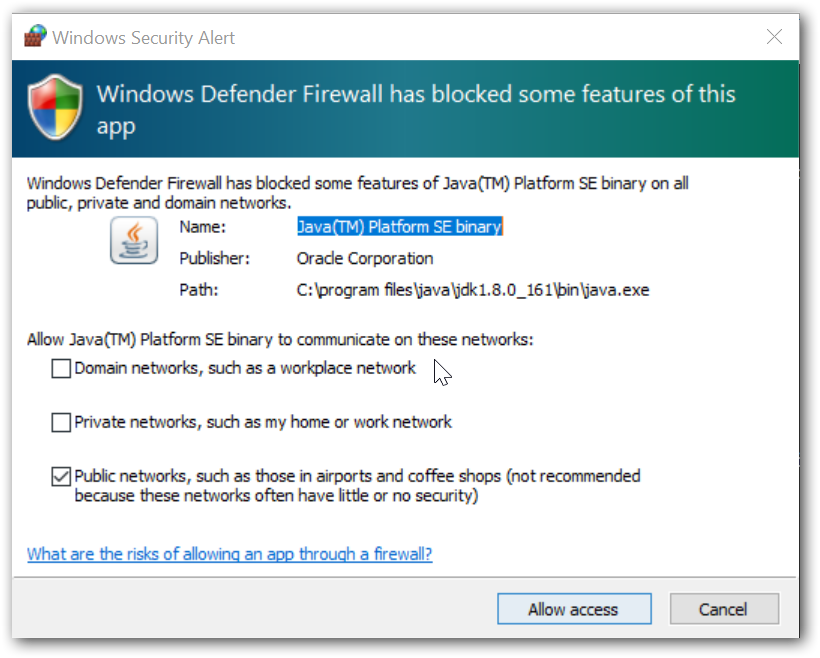 Windows Security Alert
Windows Defender Firewall has blocked some features of this
app
Windows Defender Firewall has blocked some features of Java(TM) Platform SE binary on all
public, private and domain networks.
Name: Java(TM) Platform SE binary
Publisher: Oracle Corporation
Path: C:\program files\java\jdk1.8.0_161\bin\java.exe
Allow Java(TM) Platform SE binary to communicate on these networks:
Domain networks, such as a workplace network
Private networks, such as my home or work network
Public networks, such as those in airports and coffee shops (not recommended
because these networks often have little or no security)
What are the risks of allowing an app through a firewall?
Allow access Cancel